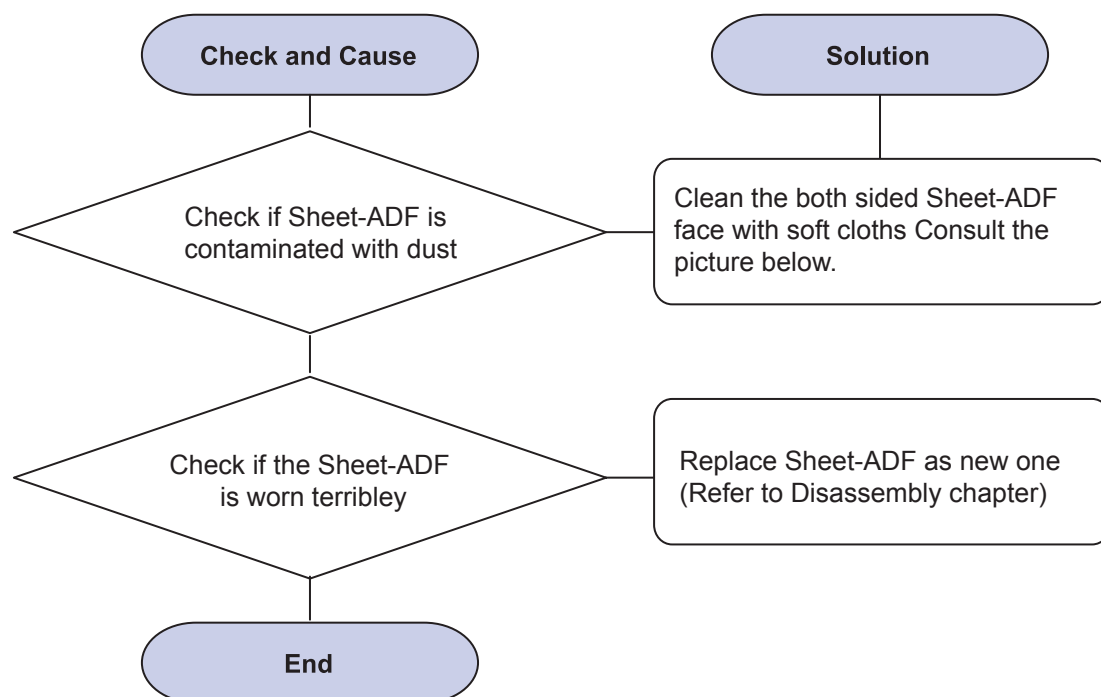 Check and Cause
Solution
Check if Sheet-ADF is
contaminated with dust
Clean the both sided Sheet-ADF
face with soft cloths Consult the
picture below.
Check if the Sheet-ADF
is worn terribley
Replace Sheet-ADF as new one
(Refer to Disassembly chapter)
End